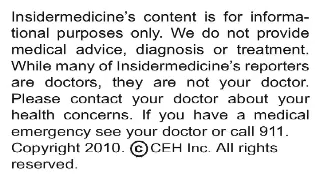 Insidermedicine's content is for informa-
tional purposes only. We do not provide
medical advice, diagnosis or treatment.
While many of Insidermedicine's reporters
are doctors, they are not your doctor.
Please contact your doctor about your
health concerns. If you have a medical
emergency see your doctor or call 911.
Copyright 2010. © CEH Inc. All rights
reserved.